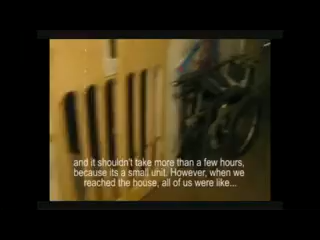 and it shouldn't take more than a few hours,
because its a small unit. However, when we
reached the house, all of us were like...